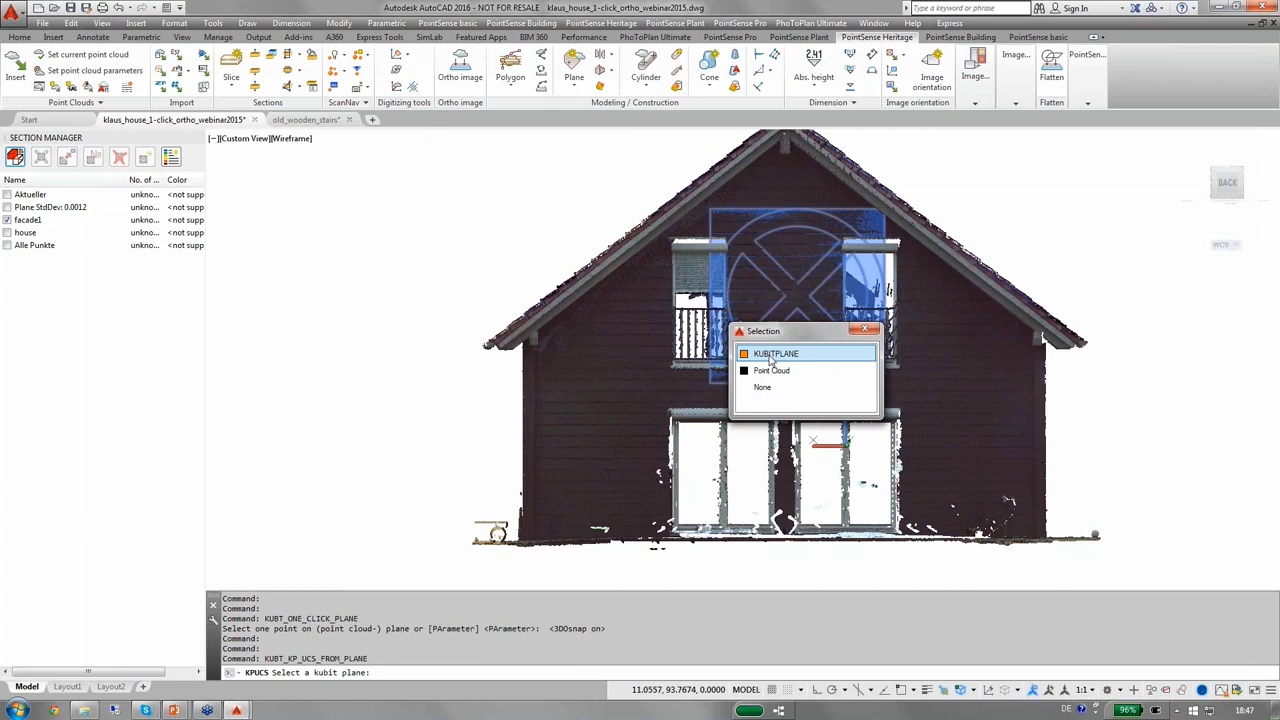 Autodesk AutoCAD 2016 - NOT FOR RESALE   klaus_house_1-click_ortho_webinar2015.dwg
Type a keyword or phrase
Sign In
File Edit View Insert Format Tools Draw Dimension Modify Parametric PointSense Plant PointSense Building PointSense Heritage PhoToPlan Ultimate PointSense Pro PhoToPlan Ultimate Window Help Express
Home Insert Annotate Parametric View Manage Output Add-ins A360 Express Tools SimLab Featured Apps BIM 360 Performance PhoToPlan Ultimate PointSense Pro PointSense Plant PointSense Heritage PointSense Building PointSense Basic
Set current point cloud
Set point cloud parameters
Insert
Slice
Ortho image
Polygon
Plane
Cylinder
Cone
2.41
Abs. height
Image orientation
Image...
Image...
Flatten
PointSen...
Point Clouds
Import
Sections
ScanNav
Digitizing tools
Ortho image
Modeling / Construction
Dimension
Image orientation
Flatten
Start
klaus_house_1-click_ortho_webinar2015*
old_wooden_stairs*
SECTION MANAGER
[−][Custom View][Wireframe]
Name No. of ... Color
Aktueller unkno... <not supp
Plane StdDev: 0.0012 unkno... <not supp
facade1 unkno... <not supp
house unkno... <not supp
Alle Punkte unkno... <not supp
BACK
WCS
Selection
KUBITPLANE
Point Cloud
None
Command:
Command:
Command: KUBT_ONE_CLICK_PLANE
Select one point on (point cloud-) plane or [PArameter] <PArameter>: <3DOsnap on>
Command:
Command:
Command: KUBT_KP_UCS_FROM_PLANE
KPUCS Select a kubit plane:
Model Layout1 Layout2
11.0557, 93.7674, 0.0000 MODEL
1:1
DE
96%
18:47